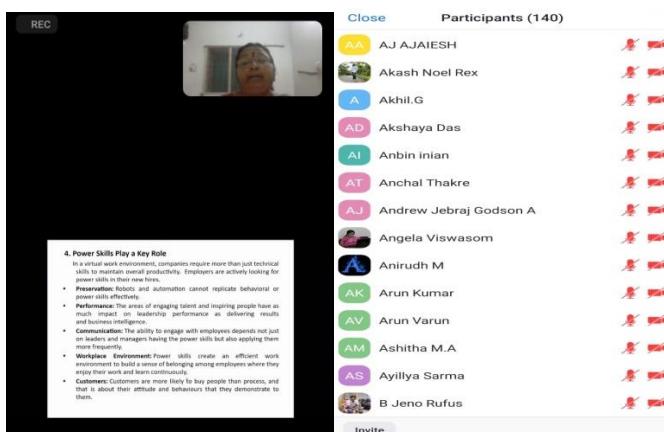 REC
4. Power Skills Play a Key Role
In a virtual work environment, companies require more than just technical
skills to maintain overall productivity. Employers are actively looking for
power skills in their new hires.
• Preservation: Robots and automation cannot replicate behavioral or
power skills effectively.
• Performance: The areas of engaging talent and inspiring people have as
much impact on leadership performance as delivering results
and business intelligence.
• Communication: The ability to engage with employees depends not just
on leaders and managers having the power skills but also applying them
more frequently.
• Workplace Environment: Power skills create an efficient work
environment to build a sense of belonging among employees where they
enjoy their work and learn continuously.
• Customers: Customers are more likely to buy people than process, and
that is about their attitude and behaviours that they demonstrate to
them.
Close Participants (140)
AA AJ AJAIESH
Akash Noel Rex
A Akhil.G
AD Akshaya Das
AI Anbin inian
AT Anchal Thakre
AJ Andrew Jebraj Godson A
Angela Viswasom
A Anirudh M
AK Arun Kumar
AV Arun Varun
AM Ashitha M.A
AS Ayillya Sarma
B Jeno Rufus
Invite